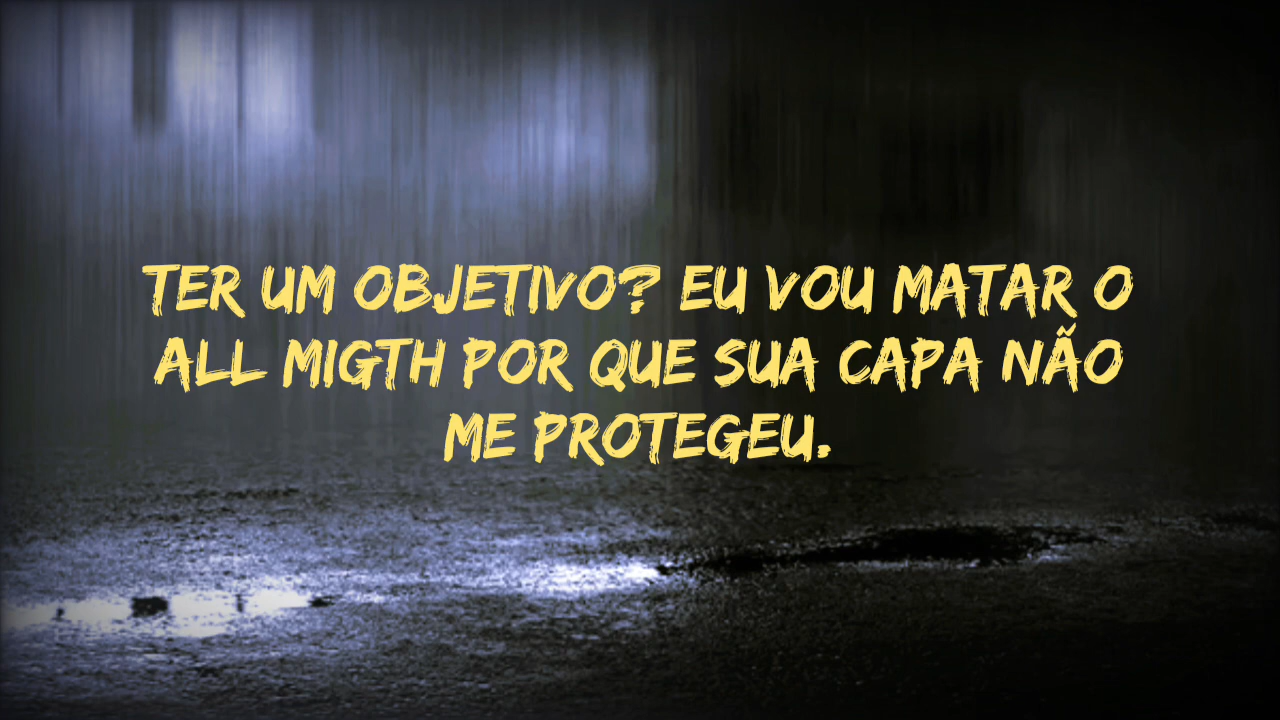 TER UM OBJETIVO? EU VOU MATAR O
ALL MIGTH POR QUE SUA CAPA NÃO
ME PROTEGEU.